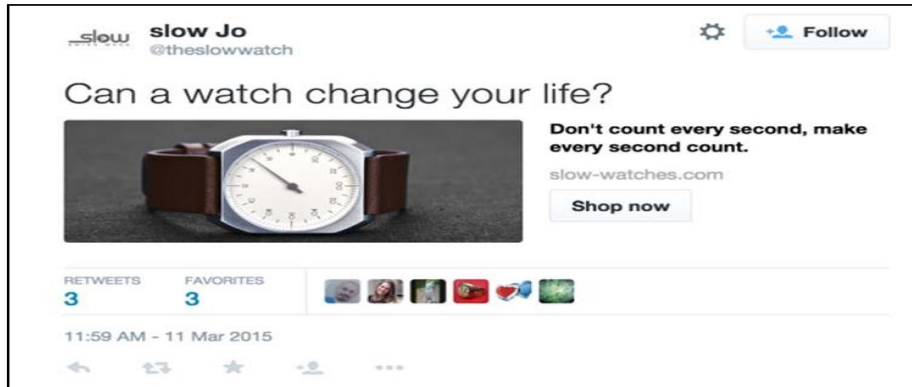 slow
slow Jo
@theslowwatch
Follow
Can a watch change your life?
Don't count every second, make
every second count.
slow-watches.com
Shop now
RETWEETS
FAVORITES
3
3
11:59 AM - 11 Mar 2015